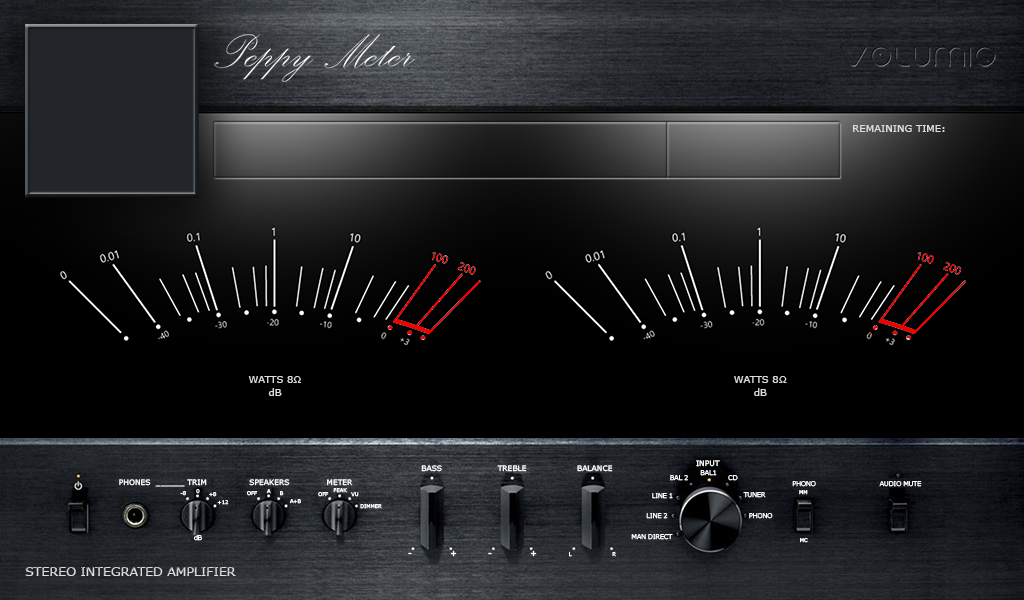 Peppy Meter
VOLUMIO
REMAINING TIME:
0 0.01 0.1 1 10 100 200
-40 -30 -20 -10 0 +3
WATTS 8Ω
dB
0 0.01 0.1 1 10 100 200
-40 -30 -20 -10 0 +3
WATTS 8Ω
dB
PHONES
TRIM
-8 0 +8
+12
dB
SPEAKERS
OFF A B
A+B
METER
OFF PEAK VU
DIMMER
BASS
- +
TREBLE
- +
BALANCE
L R
INPUT
BAL 2 BAL1 CD
LINE 1 TUNER
LINE 2 PHONO
MAN DIRECT
PHONO
MM
MC
AUDIO MUTE
STEREO INTEGRATED AMPLIFIER